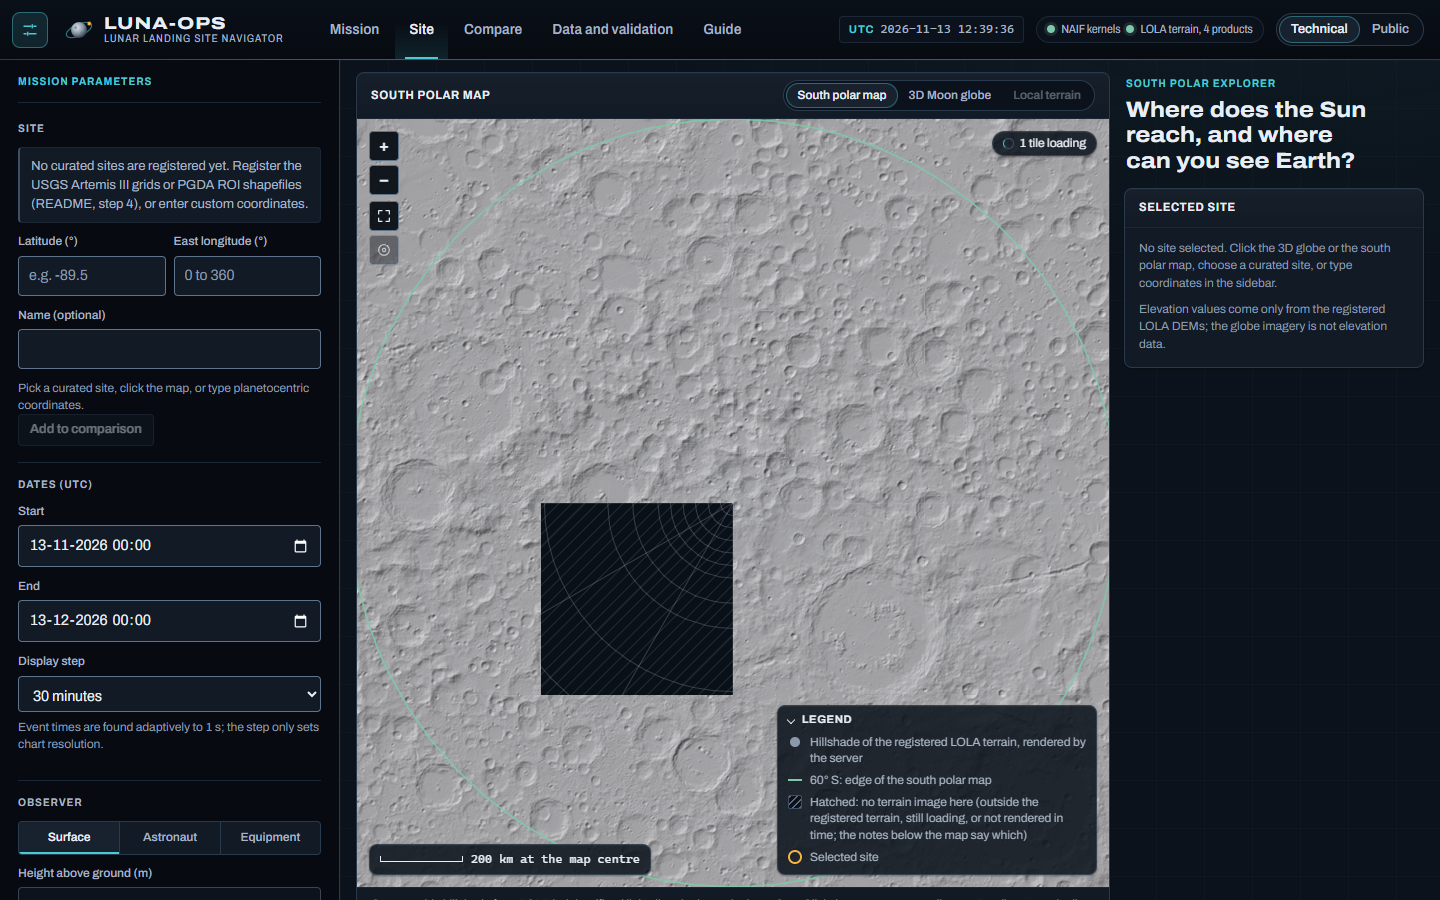 LUNA-OPS
LUNAR LANDING SITE NAVIGATOR
Mission
Site
Compare
Data and validation
Guide
UTC 2026-11-13 12:39:36
NAIF kernels
LOLA terrain, 4 products
Technical
Public
MISSION PARAMETERS
SITE
No curated sites are registered yet. Register the
USGS Artemis III grids or PGDA ROI shapefiles
(README, step 4), or enter custom coordinates.
Latitude (°)
East longitude (°)
e.g. -89.5
0 to 360
Name (optional)
Pick a curated site, click the map, or type planetocentric
coordinates.
Add to comparison
DATES (UTC)
Start
13-11-2026 00:00
End
13-12-2026 00:00
Display step
30 minutes
Event times are found adaptively to 1 s; the step only sets
chart resolution.
OBSERVER
Surface
Astronaut
Equipment
Height above ground (m)
SOUTH POLAR MAP
South polar map
3D Moon globe
Local terrain
+
−
1 tile loading
LEGEND
Hillshade of the registered LOLA terrain, rendered by
the server
60° S: edge of the south polar map
Hatched: no terrain image here (outside the
registered terrain, still loading, or not rendered in
time; the notes below the map say which)
Selected site
200 km at the map centre
SOUTH POLAR EXPLORER
Where does the Sun
reach, and where
can you see Earth?
SELECTED SITE
No site selected. Click the 3D globe or the south
polar map, choose a curated site, or type
coordinates in the sidebar.
Elevation values come only from the registered
LOLA DEMs; the globe imagery is not elevation
data.